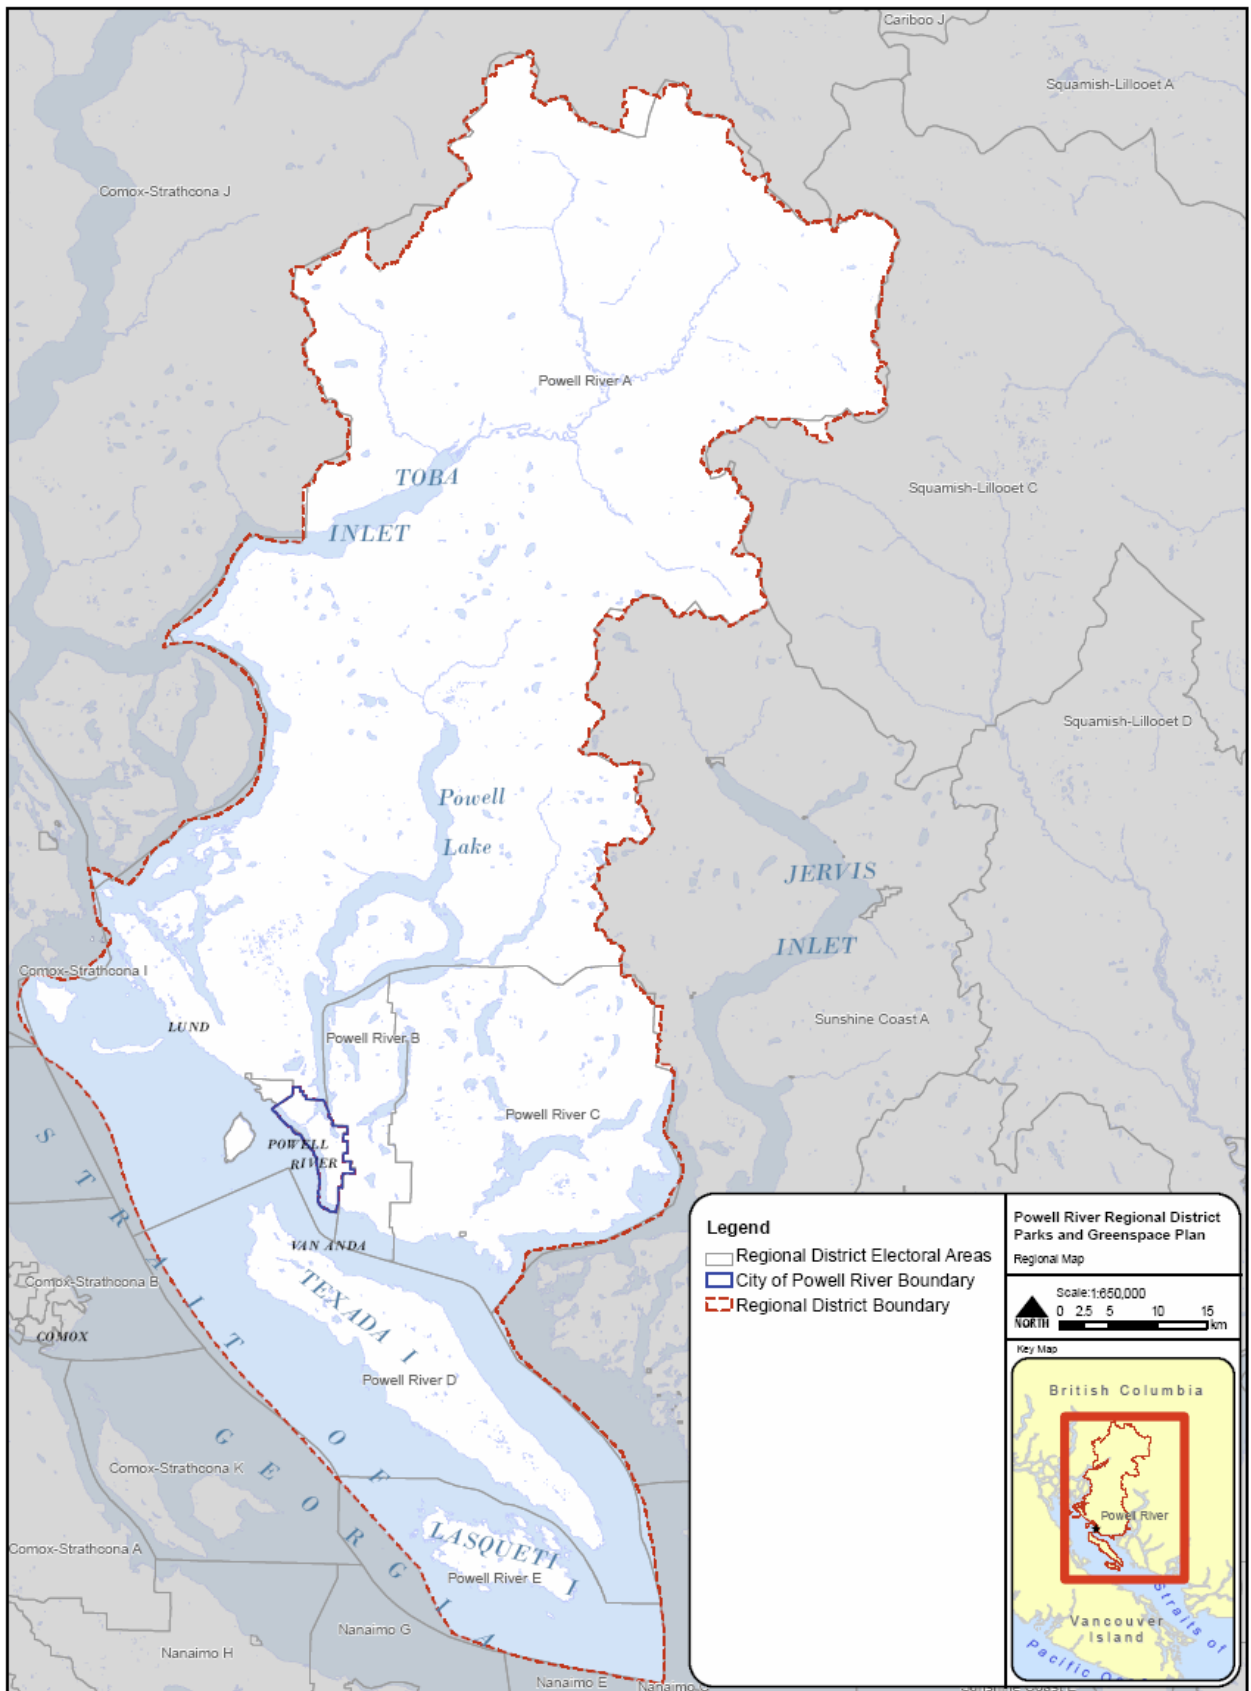 Cariboo J
Squamish-Lillooet A
Comox-Strathcona J
Powell River A
TOBA
INLET
Squamish-Lillooet C
Squamish-Lillooet D
Powell
Lake
JERVIS
INLET
Comox-Strathcona I
LUND
Powell River B
Sunshine Coast A
Powell River C
POWELL
RIVER
VAN ANDA
STRAIT OF GEORGIA
Comox-Strathcona B
COMOX
TEXADA I
Powell River D
Comox-Strathcona K
LASQUETI I
Powell River E
Comox-Strathcona A
Nanaimo G
Nanaimo H
Nanaimo E
Legend
Regional District Electoral Areas
City of Powell River Boundary
Regional District Boundary
Powell River Regional District
Parks and Greenspace Plan
Regional Map
Scale:1:650,000
NORTH
0 2.5 5 10 15
km
Key Map
British Columbia
Powell River
Straits of
Vancouver
Island
Pacific